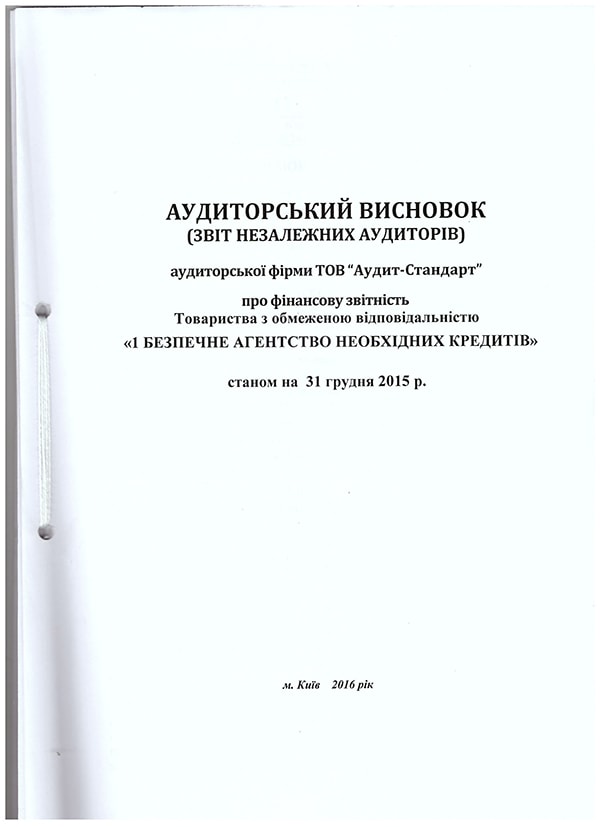 АУДИТОРСЬКИЙ ВИСНОВОК
(ЗВІТ НЕЗАЛЕЖНИХ АУДИТОРІВ)
аудиторської фірми ТОВ “Аудит-Стандарт”
про фінансову звітність
Товариства з обмеженою відповідальністю
«1 БЕЗПЕЧНЕ АГЕНТСТВО НЕОБХІДНИХ КРЕДИТІВ»
станом на 31 грудня 2015 р.
м. Київ 2016 рік